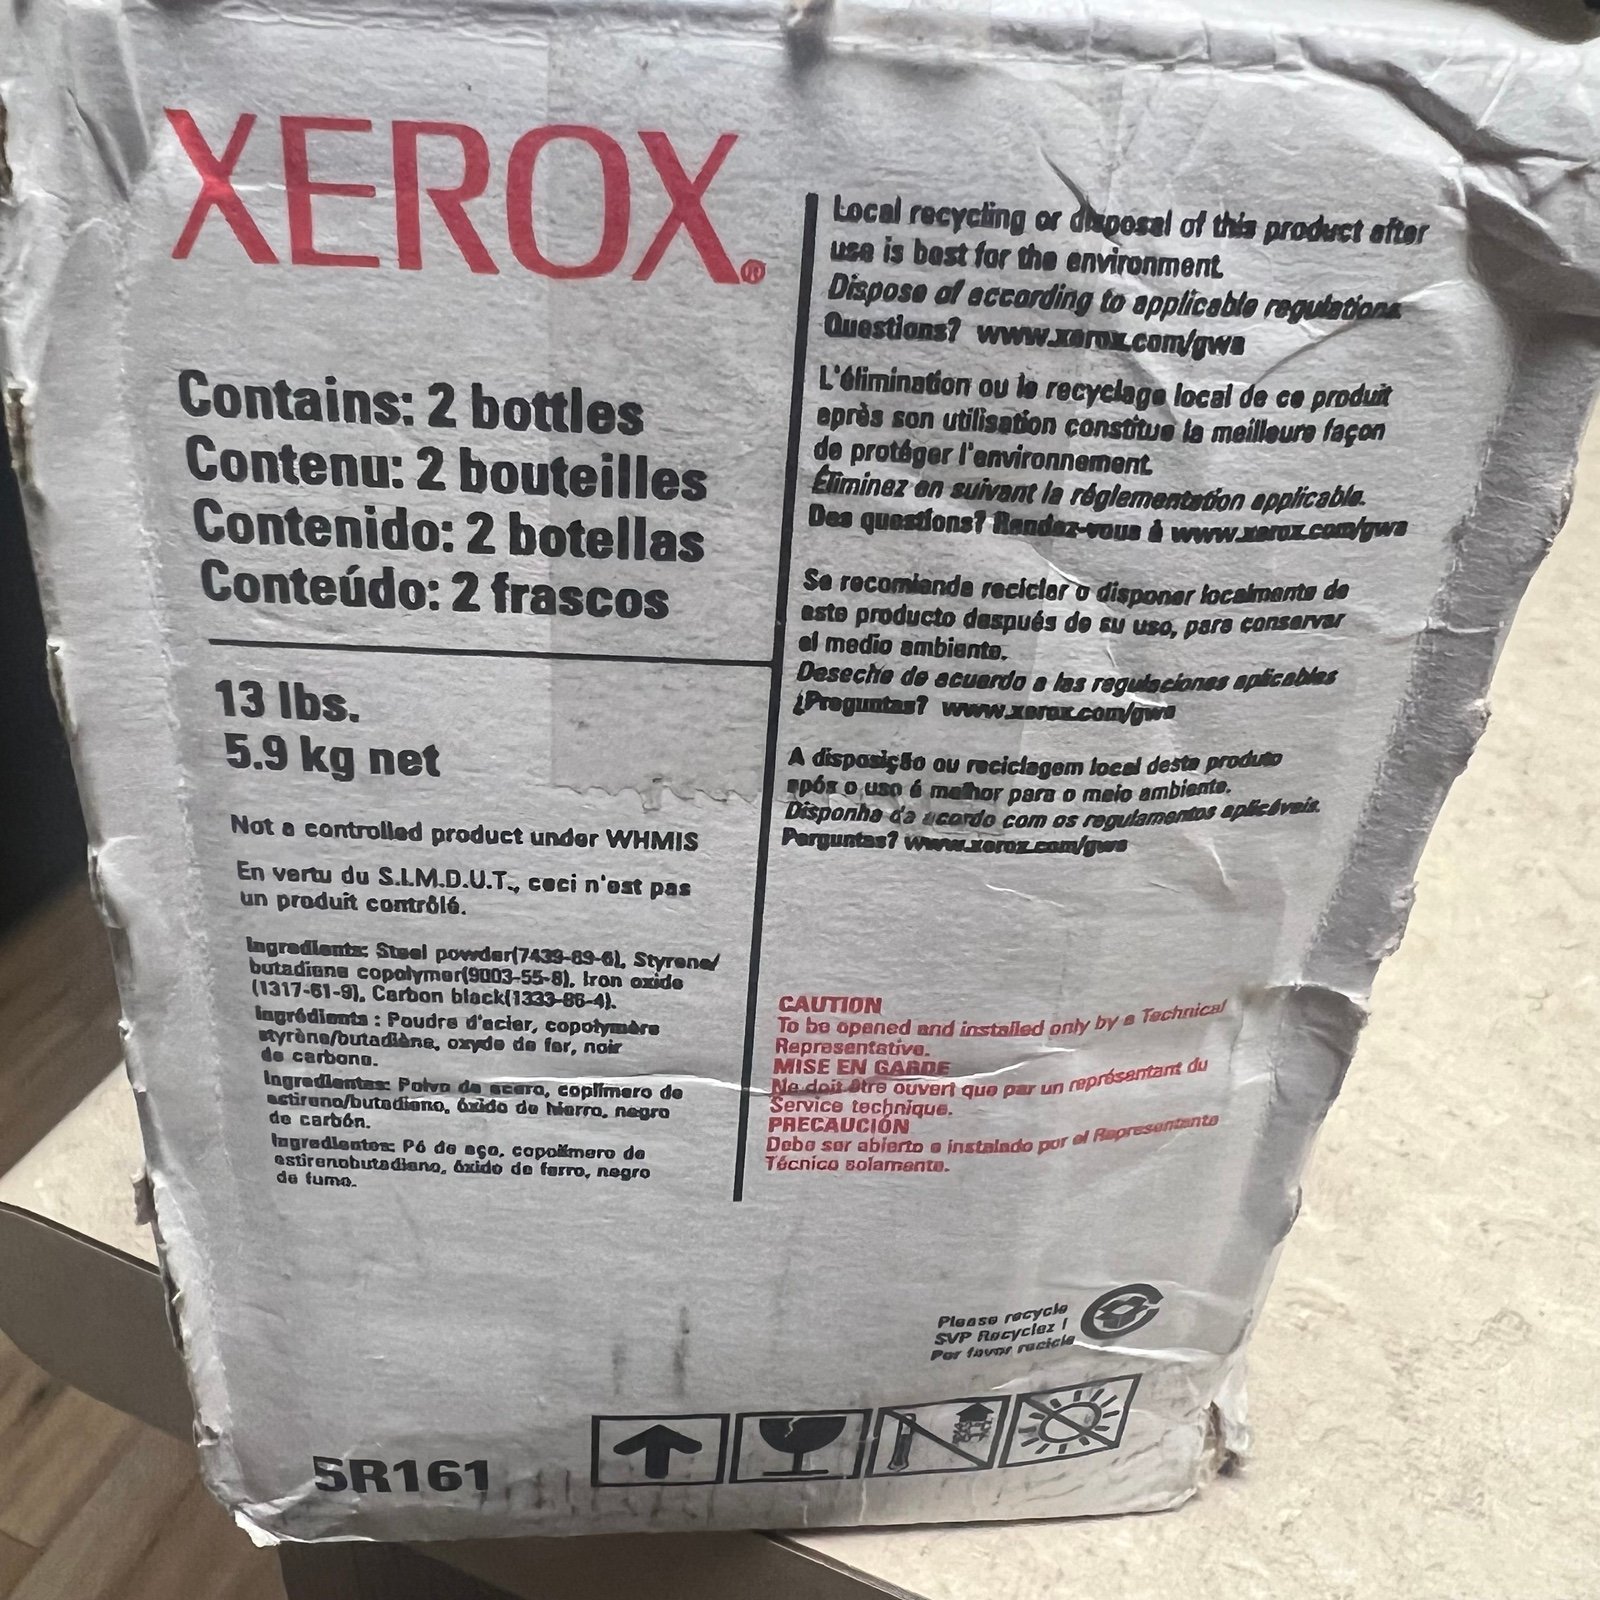 XEROX®
Contains: 2 bottles
Contenu: 2 bouteilles
Contenido: 2 botellas
Conteúdo: 2 frascos
13 lbs.
5.9 kg net
Not a controlled product under WHMIS
En vertu du S.I.M.D.U.T., ceci n'est pas
un produit contrôlé.
Ingredients: Steel powder(7439-89-6), Styrene/
butadiene copolymer(9003-55-8), Iron oxide
(1317-61-9), Carbon black(1333-86-4).
Ingrédients : Poudre d'acier, copolymère
styrène/butadiène, oxyde de fer, noir
de carbone.
Ingredientes: Polvo de acero, coplímero de
estireno/butadieno, óxido de hierro, negro
de carbón.
Ingredientes: Pó de aço, copolímero de
estirenobutadieno, óxido de ferro, negro
de fumo.
5R161
Local recycling or disposal of this product after
use is best for the environment.
Dispose of according to applicable regulations.
Questions? www.xerox.com/gwa
L'élimination ou le recyclage local de ce produit
après son utilisation constitue la meilleure façon
de protéger l'environnement.
Éliminez en suivant la réglementation applicable.
Des questions? Rendez-vous à www.xerox.com/gwa
Se recomienda reciclar o disponer localmente de
este producto después de su uso, para conservar
el medio ambiente.
Deseche de acuerdo a las regulaciones aplicables
¿Preguntas? www.xerox.com/gwa
A disposição ou reciclagem local deste produto
após o uso é melhor para o meio ambiente.
Disponha de acordo com os regulamentos aplicáveis.
Perguntas? www.xerox.com/gwa
CAUTION
To be opened and installed only by a Technical
Representative.
MISE EN GARDE
Ne doit être ouvert que par un représentant du
Service technique.
PRECAUCIÓN
Debe ser abierto e instalado por el Representante
Técnico solamente.
Please recycle
SVP Recyclez !
Por favor recicle